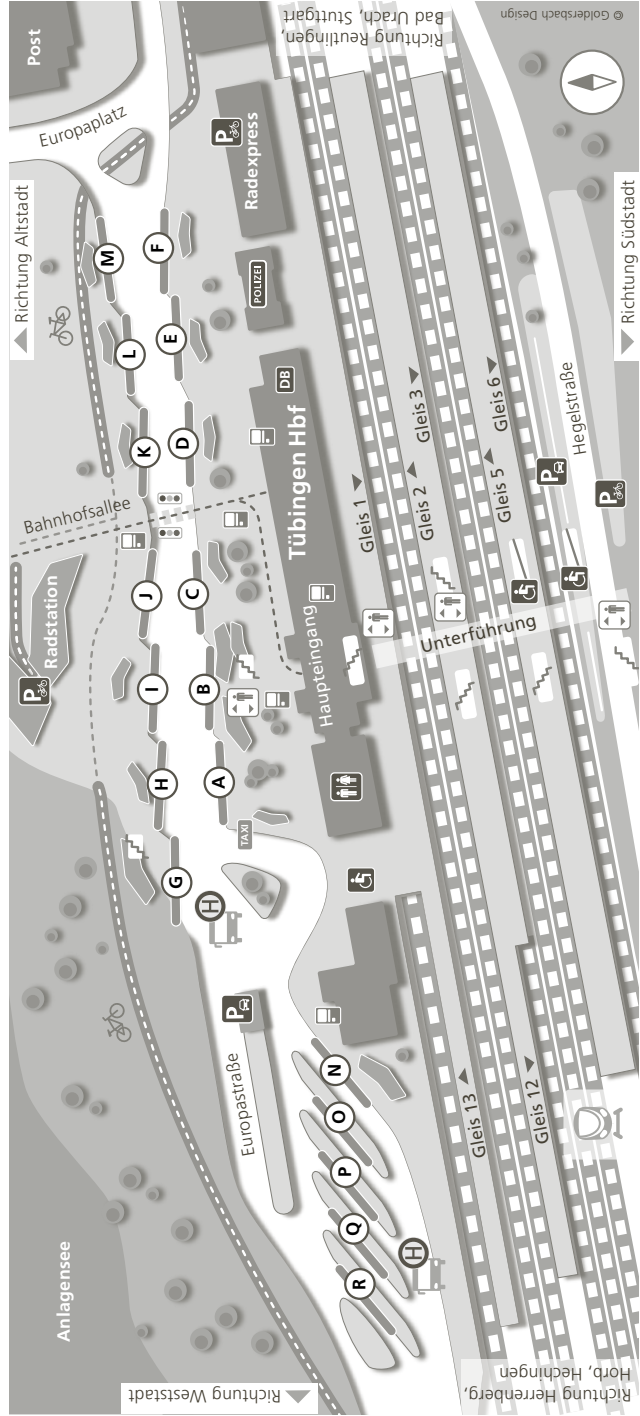 Richtung Weststadt
Anlagensee
Europastraße
R
Q
P
O
N
H
H
G
H
I
J
K
L
M
A
B
C
D
E
F
TAXI
P
P
Radstation
Bahnhofsallee
Richtung Altstadt
Europaplatz
Post
P
Radexpress
POLIZEI
DB
Tübingen Hbf
Haupteingang
Unterführung
Gleis 1
Gleis 2
Gleis 3
Gleis 5
Gleis 6
Gleis 12
Gleis 13
P
P
Hegelstraße
Richtung Südstadt
Richtung Herrenberg,
Horb, Hechingen
Richtung Reutlingen,
Bad Urach, Stuttgart
© Goldersbach Design